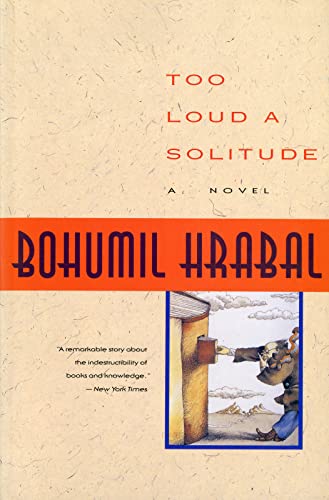 TOO
LOUD A
SOLITUDE
A NOVEL
BOHUMIL HRABAL
"A remarkable story about
the indestructibility of
books and knowledge."
— New York Times